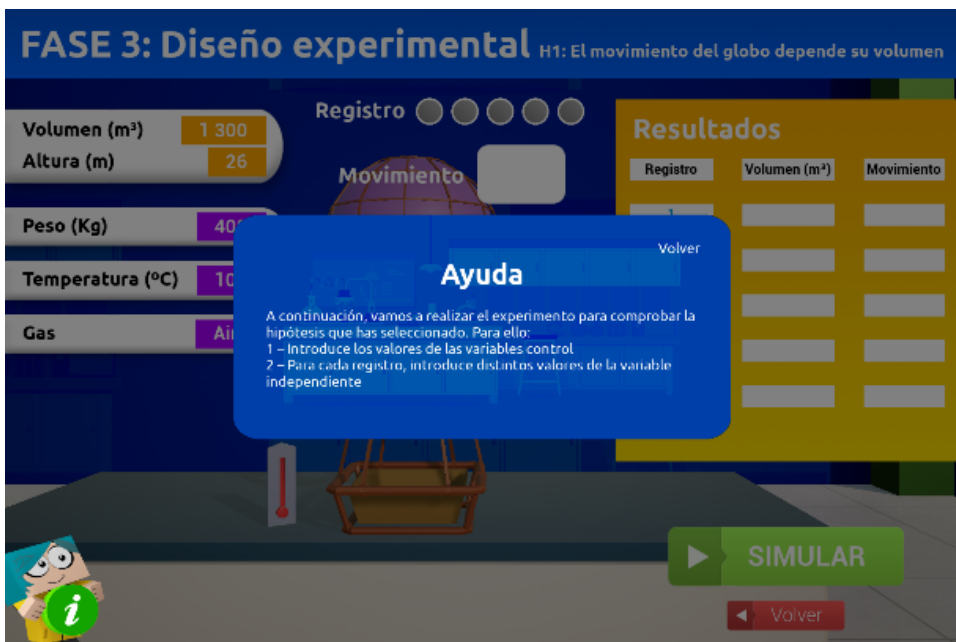 FASE 3: Diseño experimental H1: El movimiento del globo depende su volumen
Volumen (m³) 1 300
Altura (m) 26
Peso (Kg)
Temperatura (ºC)
Gas
Registro
Movimiento
Resultados
Registro Volumen (m³) Movimiento
1
Volver
Ayuda
A continuación, vamos a realizar el experimento para comprobar la
hipótesis que has seleccionado. Para ello:
1 – Introduce los valores de las variables control
2 – Para cada registro, introduce distintos valores de la variable
independiente
SIMULAR
Volver
i